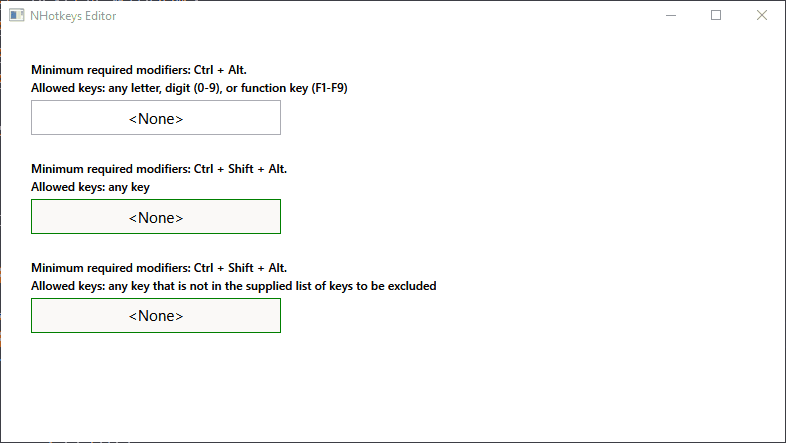 NHotkeys Editor
Minimum required modifiers: Ctrl + Alt.
Allowed keys: any letter, digit (0-9), or function key (F1-F9)
<None>
Minimum required modifiers: Ctrl + Shift + Alt.
Allowed keys: any key
<None>
Minimum required modifiers: Ctrl + Shift + Alt.
Allowed keys: any key that is not in the supplied list of keys to be excluded
<None>